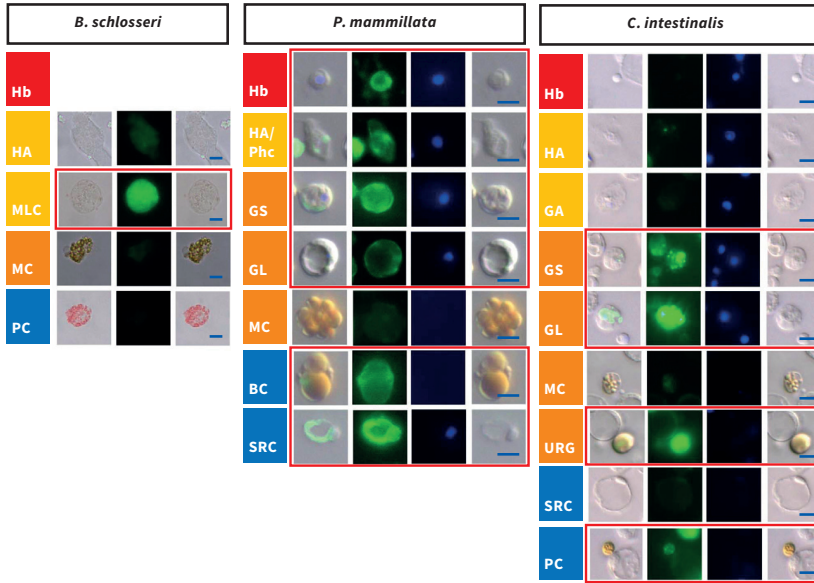 B. schlosseri
Hb
HA
MLC
MC
PC
P. mammillata
Hb
HA/
Phc
GS
GL
MC
BC
SRC
C. intestinalis
Hb
HA
GA
GS
GL
MC
URG
SRC
PC